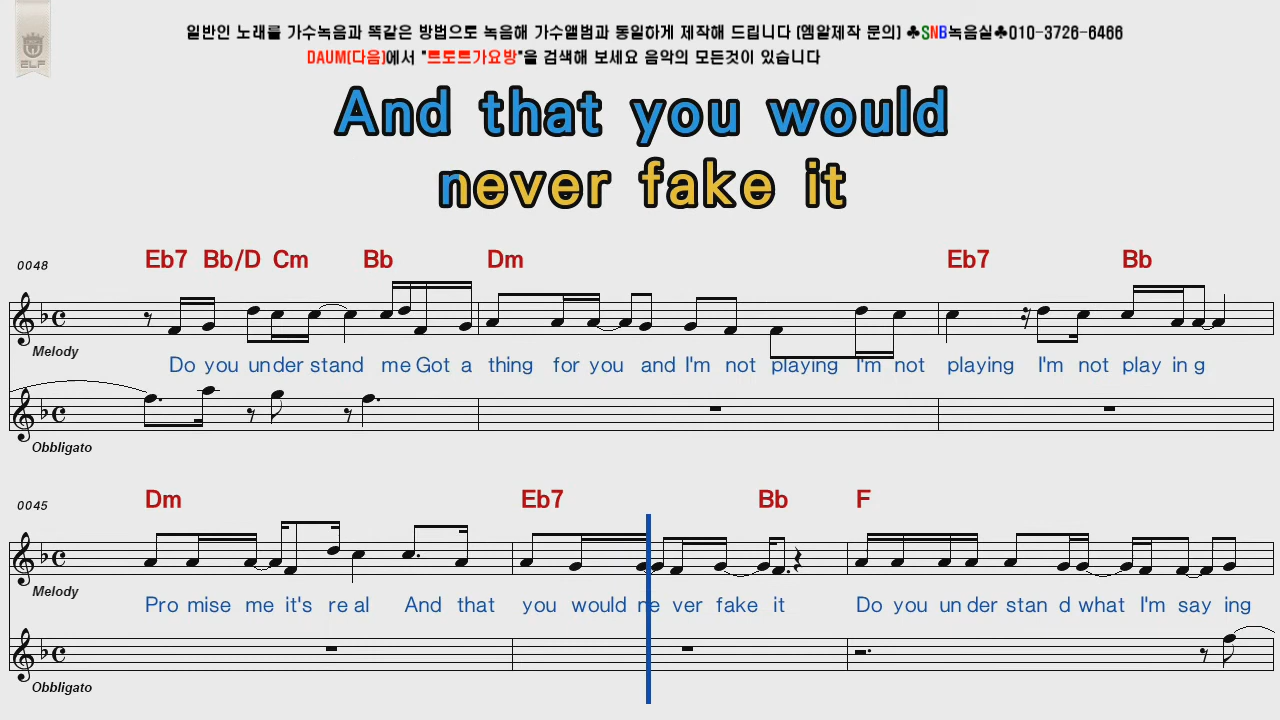 일반인 노래를 가수녹음과 똑같은 방법으로 녹음해 가수앨범과 동일하게 제작해 드립니다 (엠알제작 문의) ♣SNB녹음실♣010-3726-6466
DAUM(다음)에서 "트로트가요방"을 검색해 보세요 음악의 모든것이 있습니다
ELF
And that you would
never fake it
0048 Eb7 Bb/D Cm Bb Dm Eb7 Bb
Melody
Do you under stand me Got a thing for you and I'm not playing I'm not playing I'm not play in g
Obbligato
0045 Dm Eb7 Bb F
Melody
Pro mise me it's re al And that you would ne ver fake it Do you un der stan d what I'm say ing
Obbligato